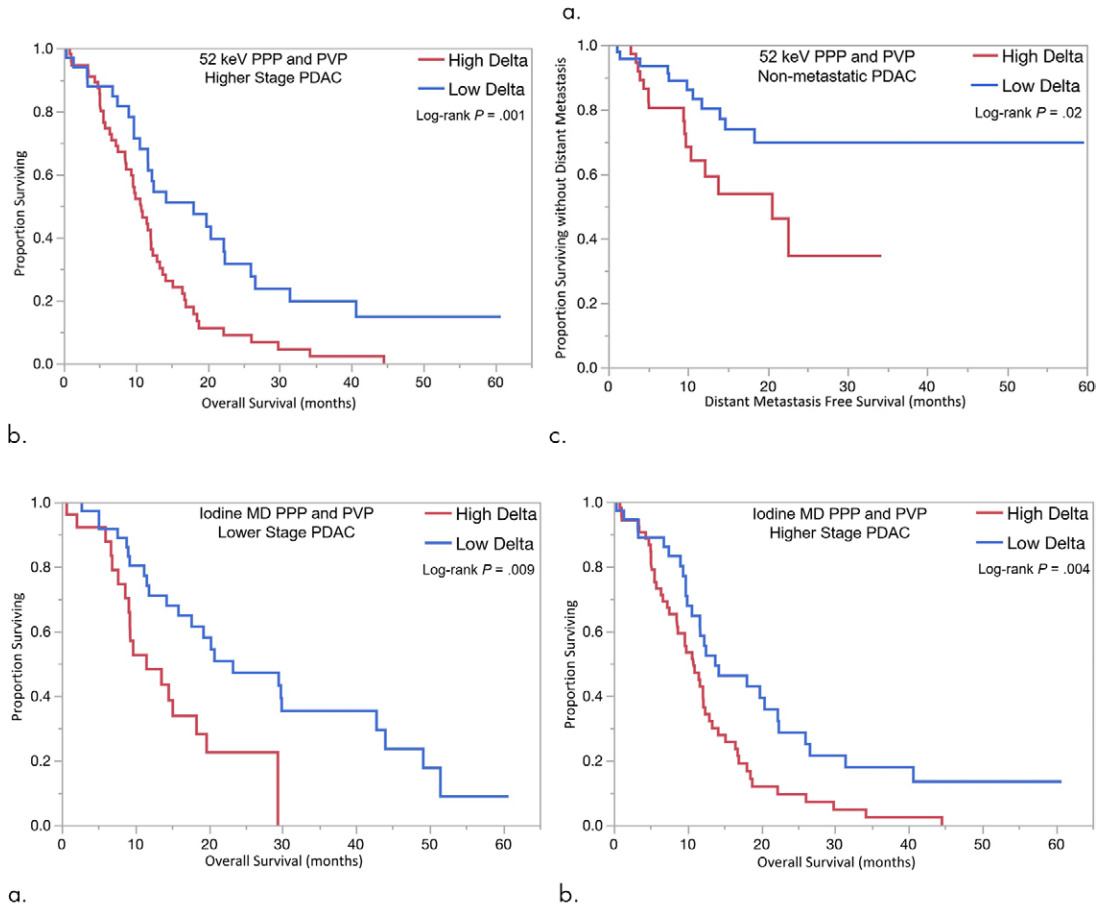 a.
52 keV PPP and PVP
Higher Stage PDAC
High Delta
Low Delta
Log-rank P = .001
Proportion Surviving
1.0
0.8
0.6
0.4
0.2
0.0
0 10 20 30 40 50 60
Overall Survival (months)
b.
52 keV PPP and PVP
Non-metastatic PDAC
High Delta
Low Delta
Log-rank P = .02
Proportion Surviving without Distant Metastasis
1.0
0.8
0.6
0.4
0.2
0.0
0 10 20 30 40 50 60
Distant Metastasis Free Survival (months)
c.
Iodine MD PPP and PVP
Lower Stage PDAC
High Delta
Low Delta
Log-rank P = .009
Proportion Surviving
1.0
0.8
0.6
0.4
0.2
0.0
0 10 20 30 40 50 60
Overall Survival (months)
a.
Iodine MD PPP and PVP
Higher Stage PDAC
High Delta
Low Delta
Log-rank P = .004
Proportion Surviving
1.0
0.8
0.6
0.4
0.2
0.0
0 10 20 30 40 50 60
Overall Survival (months)
b.